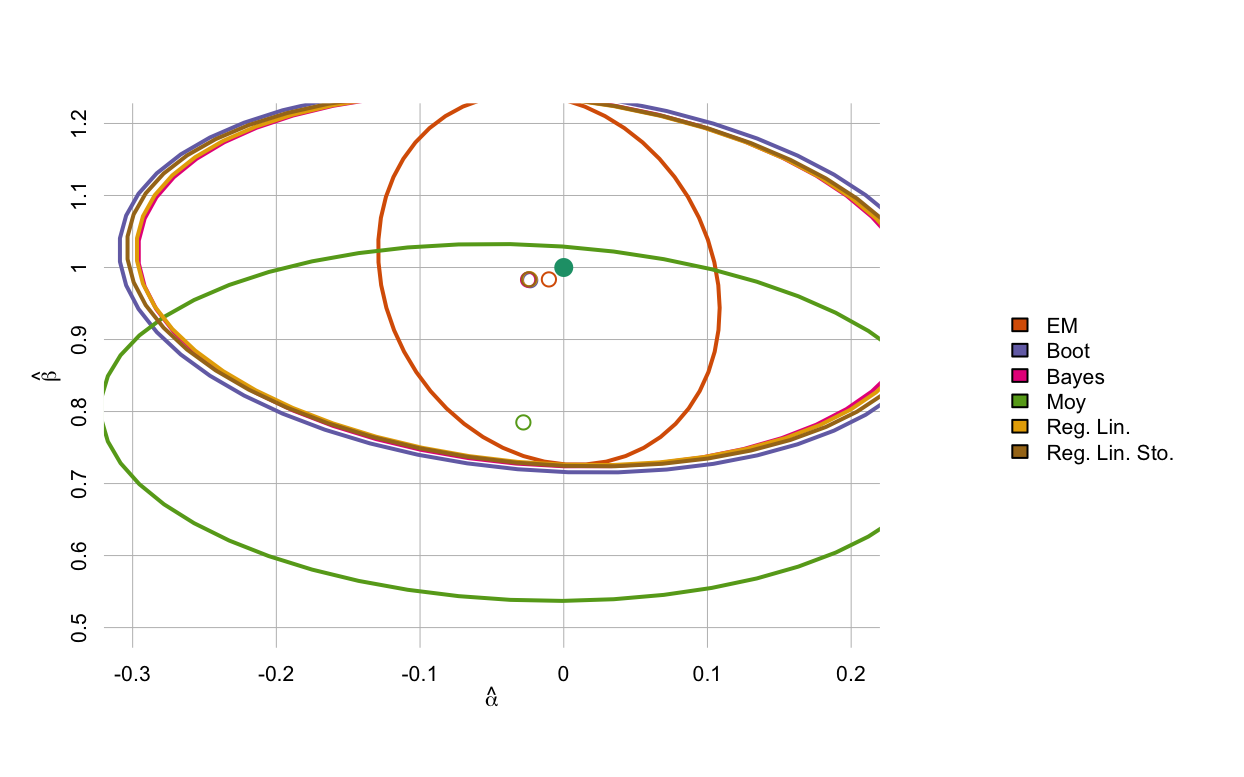 1.2
1.1
1
0.9
0.8
0.7
0.6
0.5
β̂
-0.3 -0.2 -0.1 0 0.1 0.2
α̂
EM
Boot
Bayes
Moy
Reg. Lin.
Reg. Lin. Sto.